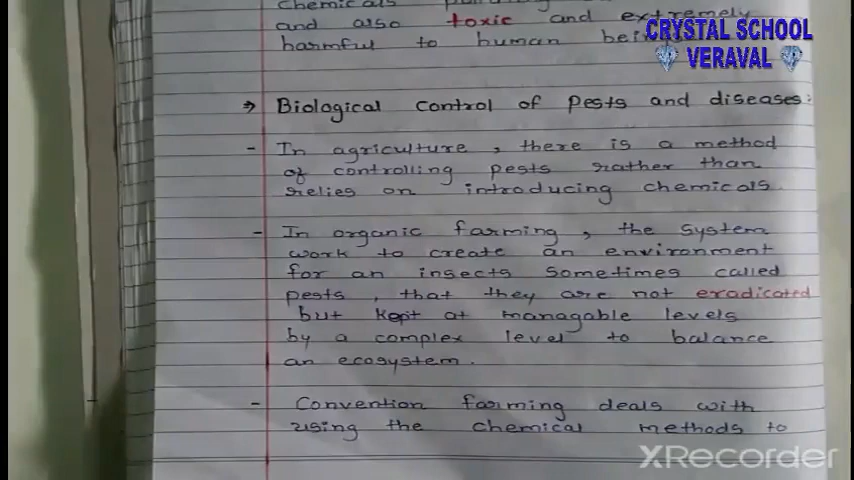 chemicals
and also toxic and extremely
harmful to human bei
CRYSTAL SCHOOL
VERAVAL
→ Biological control of pests and diseases:
- In agriculture, there is a method
of controlling pests rather than
relies on introducing chemicals.
- In organic farming, the system
work to create an environment
for an insects sometimes called
pests, that they are not eradicated
but kept at managable levels
by a complex level to balance
an ecosystem.
- Convention farming deals with
using the chemical methods to
XRecorder